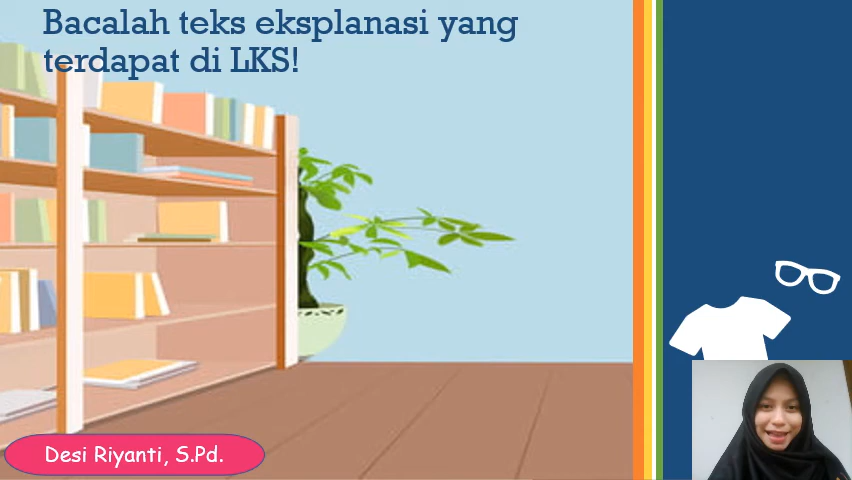 Bacalah teks eksplanasi yang
terdapat di LKS!
Desi Riyanti, S.Pd.